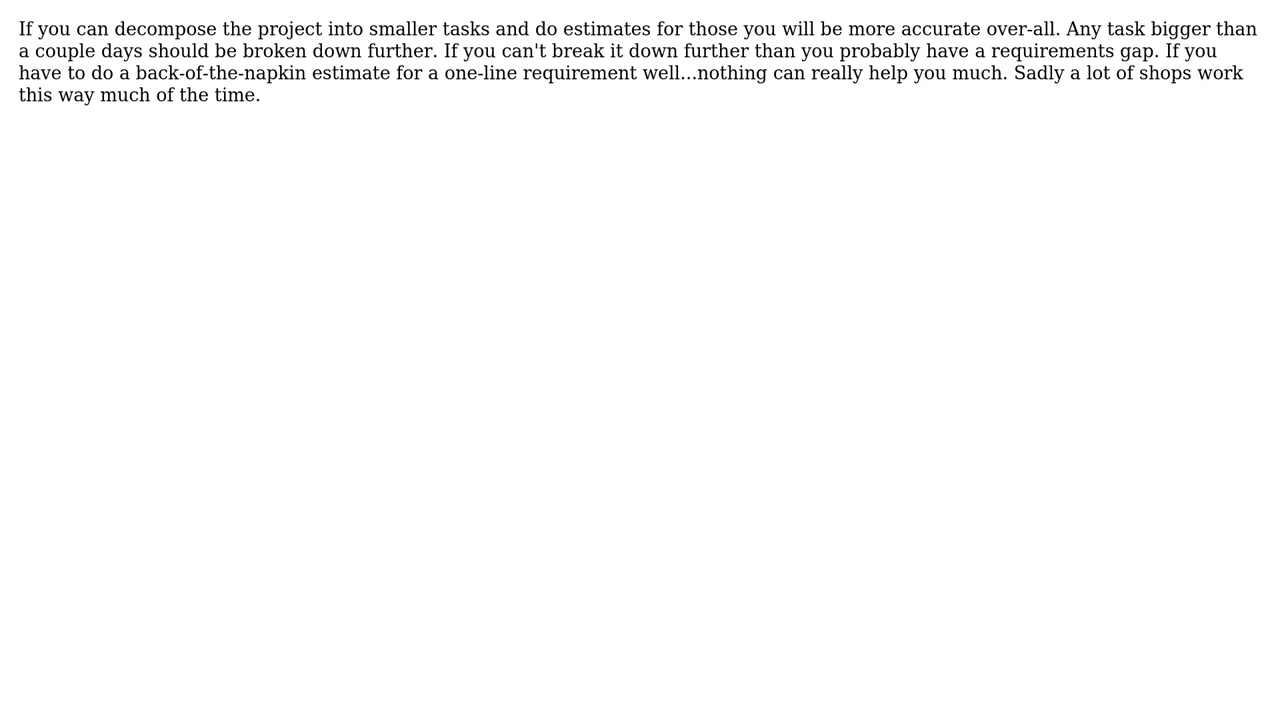 If you can decompose the project into smaller tasks and do estimates for those you will be more accurate over-all. Any task bigger than
a couple days should be broken down further. If you can't break it down further than you probably have a requirements gap. If you
have to do a back-of-the-napkin estimate for a one-line requirement well...nothing can really help you much. Sadly a lot of shops work
this way much of the time.